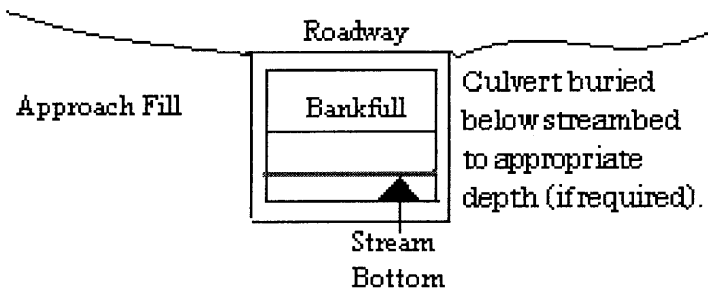 Roadway
Approach Fill
Bankfull
Culvert buried
below streambed
to appropriate
depth (if required).
Stream
Bottom